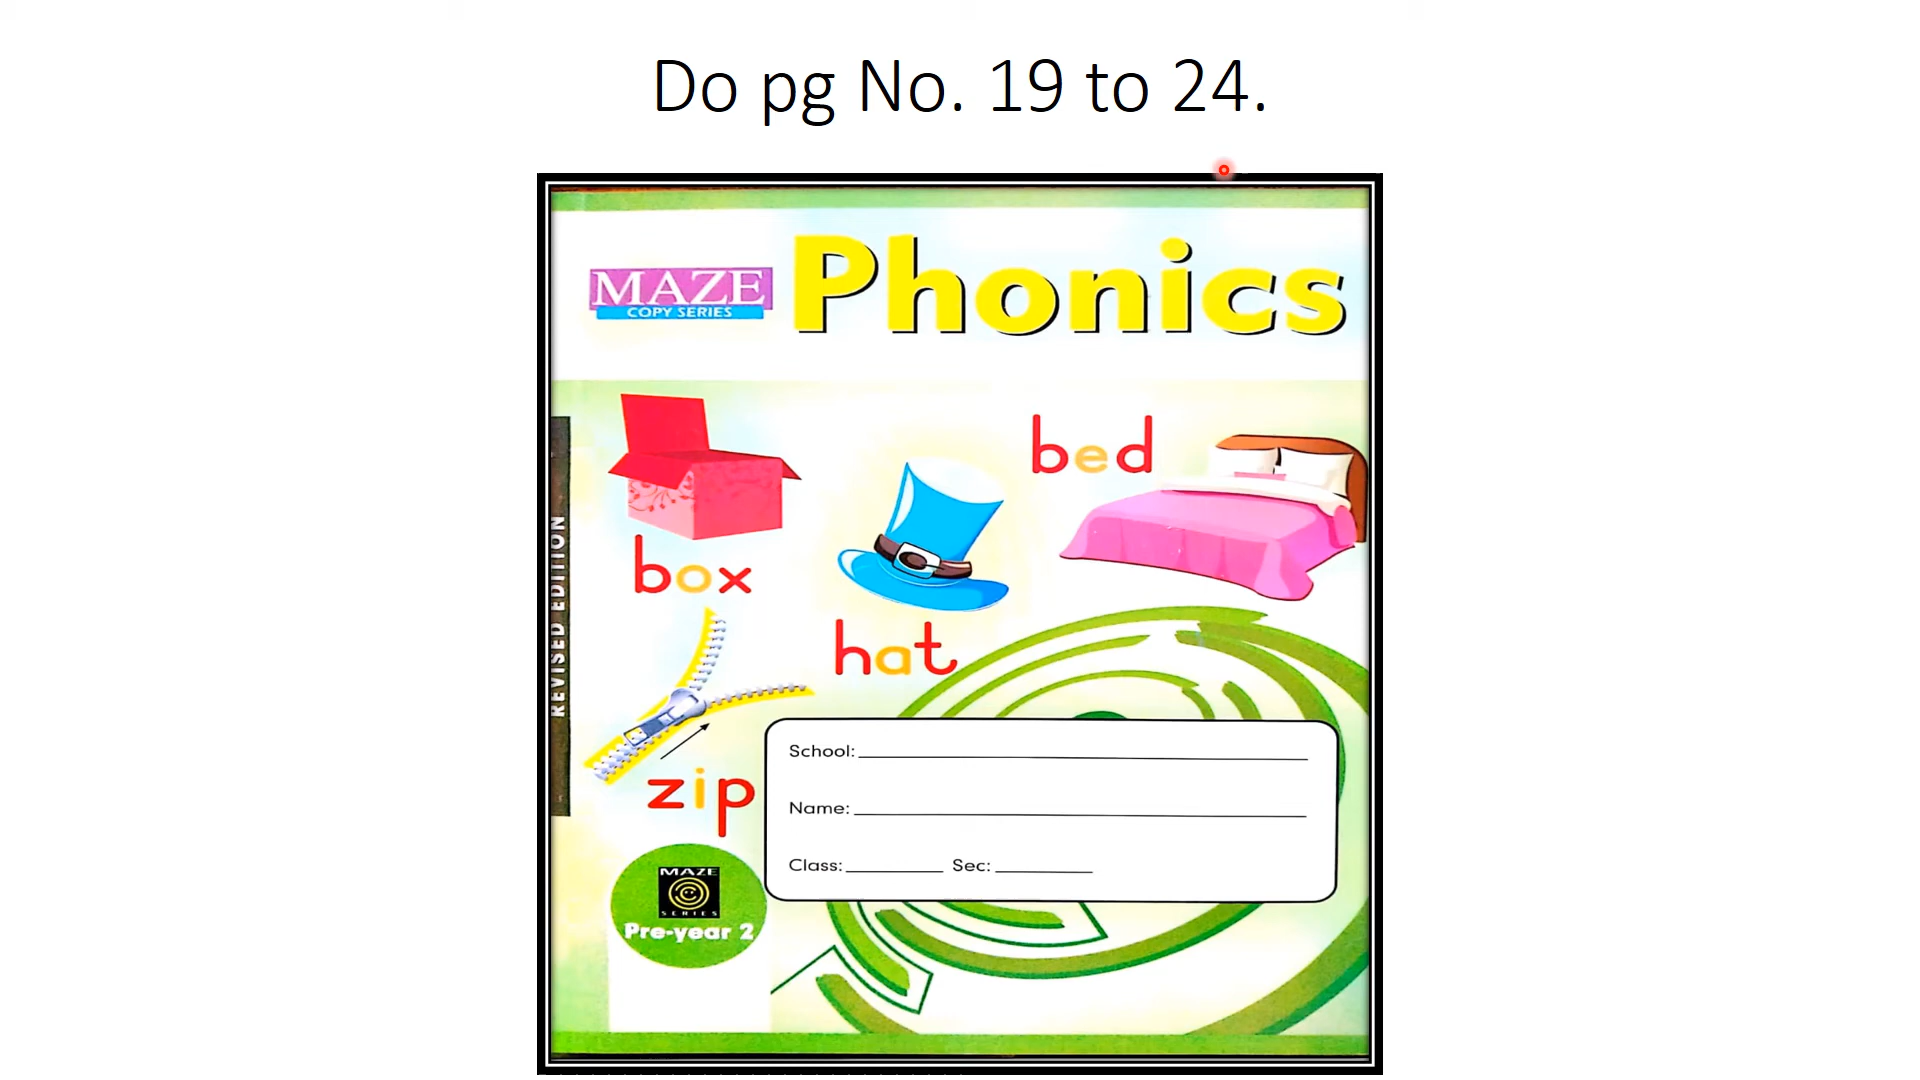 Do pg No. 19 to 24.
MAZE
COPY SERIES
Phonics
bed
box
hat
zip
REVISED EDITION
School:
Name:
Class: Sec:
MAZE
SERIES
Pre-year 2